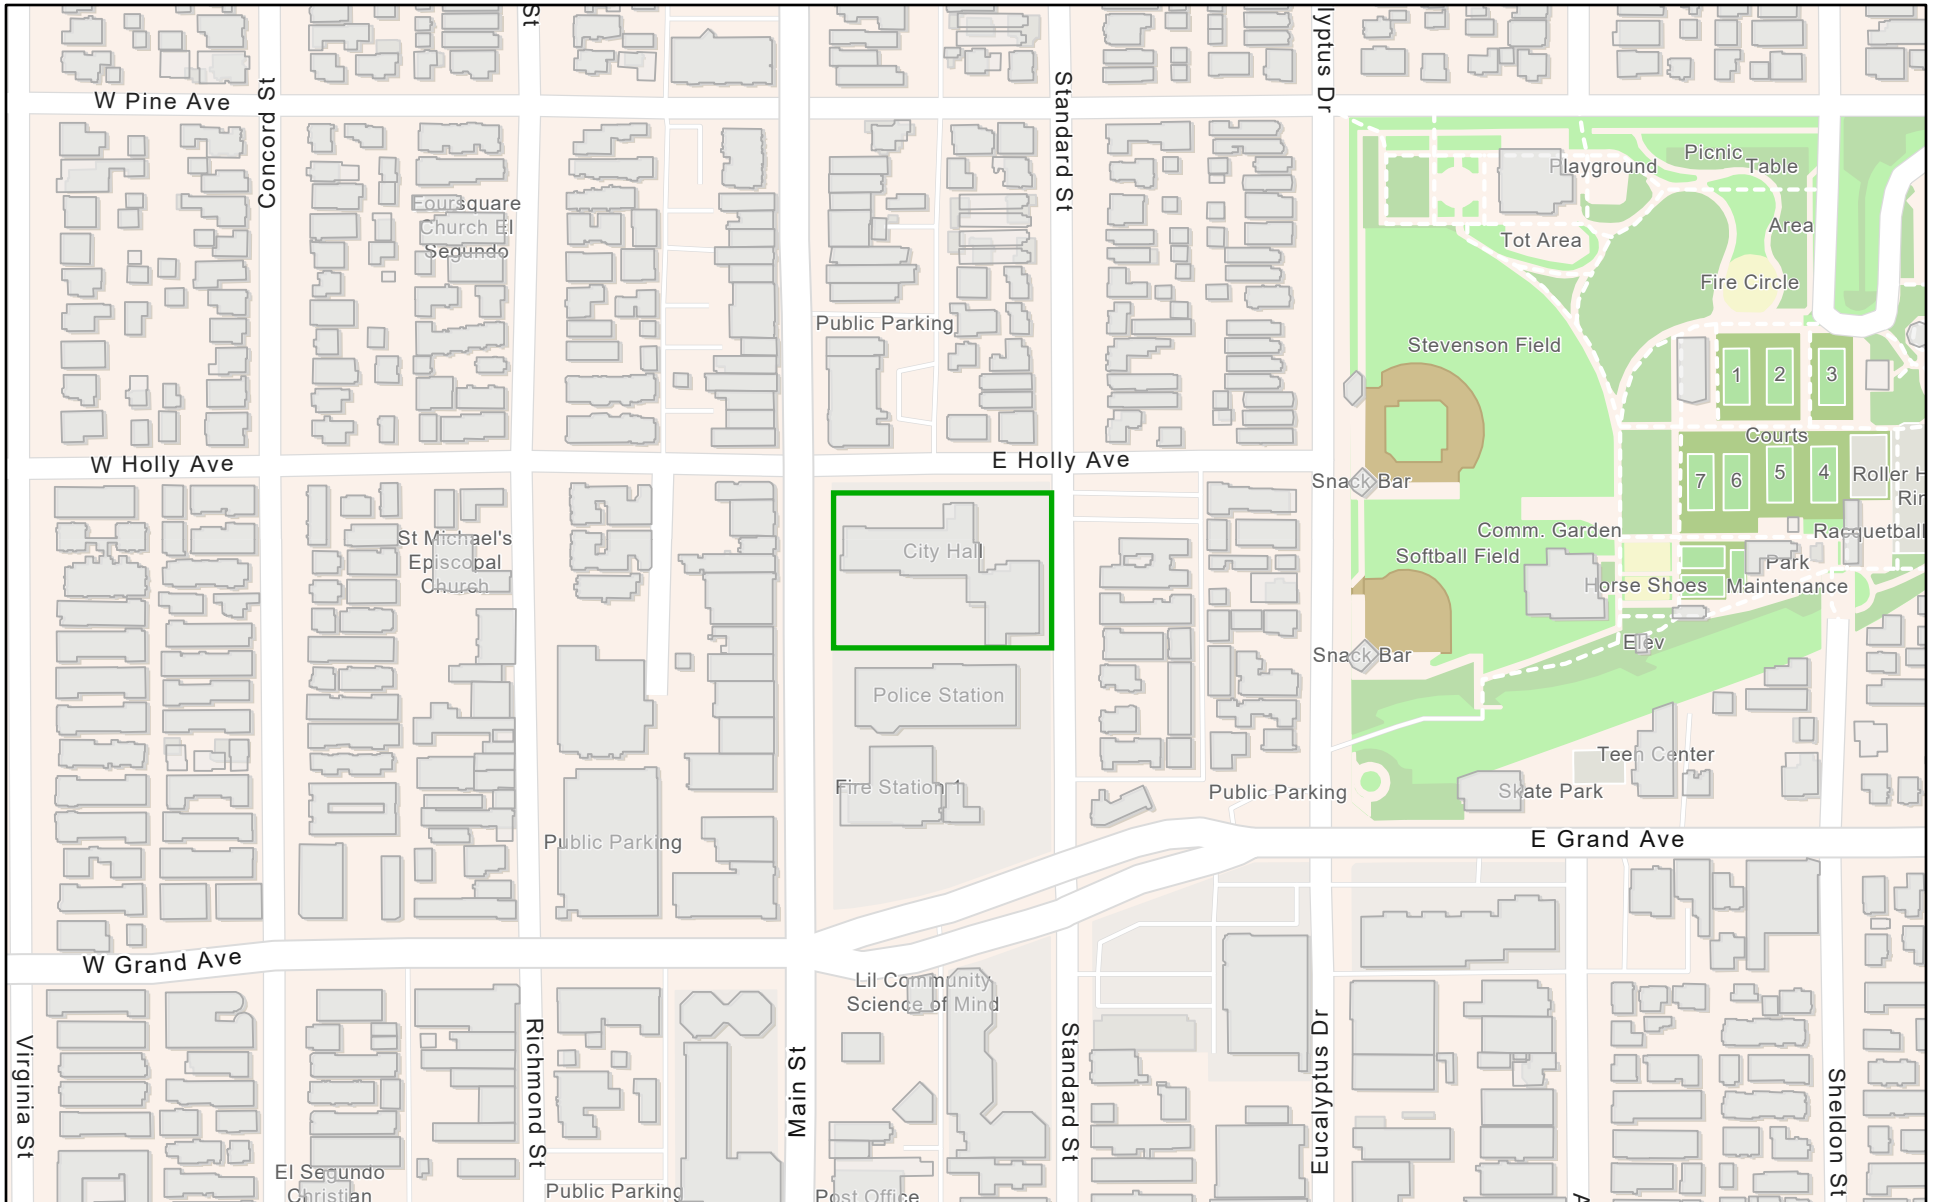 St
lyptus Dr
W Pine Ave
Concord St
Standard St
Picnic
Table
Playground
Area
Foursquare
Church El
Segundo
Tot Area
Fire Circle
Public Parking
Stevenson Field
1
2
3
Courts
W Holly Ave
E Holly Ave
7
6
5
4
Roller
Snack Bar
St Michael's
Episcopal
Church
City Hall
Comm. Garden
Softball Field
Racquetball
Park
Maintenance
Horse Shoes
Elev
Snack Bar
Police Station
Teen Center
Fire Station 1
Public Parking
Skate Park
Public Parking
E Grand Ave
W Grand Ave
Lil Community
Science of Mind
Virginia St
Richmond St
Main St
Standard St
Eucalyptus Dr
Sheldon St
El Segundo
Christian
Public Parking
Post Office